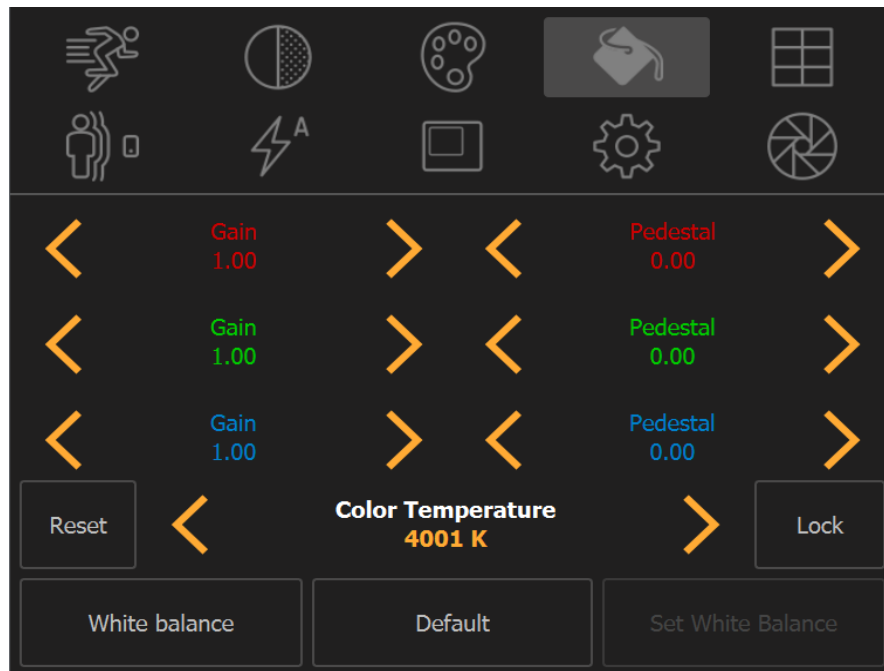 A
Gain
1.00
Pedestal
0.00
Gain
1.00
Pedestal
0.00
Gain
1.00
Pedestal
0.00
Reset
Color Temperature
4001 K
Lock
White balance
Default
Set White Balance